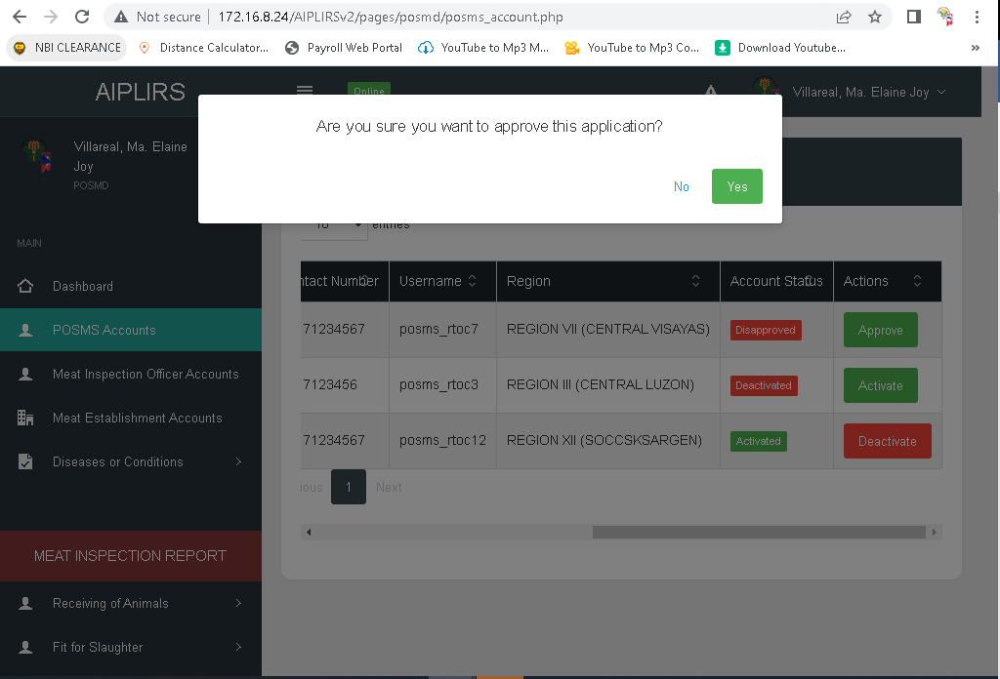 Not secure | 172.16.8.24/AIPLIRSv2/pages/posmd/posms_account.php
NBI CLEARANCE Distance Calculator... Payroll Web Portal YouTube to Mp3 M... YouTube to Mp3 Co... Download Youtube... »
AIPLIRS Online Villareal, Ma. Elaine Joy
Are you sure you want to approve this application?
No Yes
Villareal, Ma. Elaine
Joy
POSMD
MAIN
Dashboard
POSMS Accounts
Meat Inspection Officer Accounts
Meat Establishment Accounts
Diseases or Conditions
MEAT INSPECTION REPORT
Receiving of Animals
Fit for Slaughter
10 entries
ntact Number Username Region Account Status Actions
71234567 posms_rtoc7 REGION VII (CENTRAL VISAYAS) Disapproved Approve
7123456 posms_rtoc3 REGION III (CENTRAL LUZON) Deactivated Activate
71234567 posms_rtoc12 REGION XII (SOCCSKSARGEN) Activated Deactivate
ious 1 Next